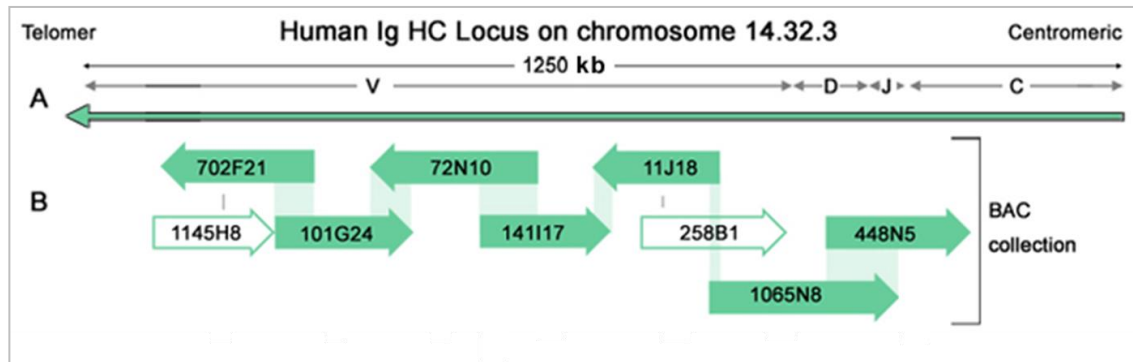 Telomer Human Ig HC Locus on chromosome 14.32.3 Centromeric
1250 kb
V D J C
A
702F21 72N10 11J18
B
1145H8 101G24 141I17 258B1 448N5
BAC
collection
1065N8